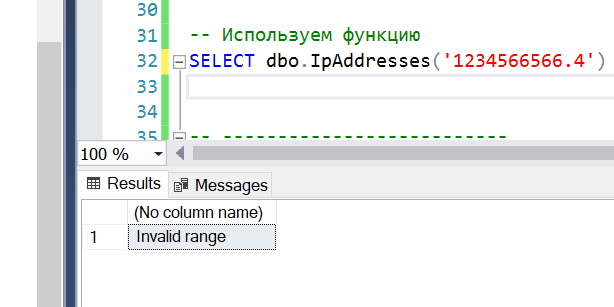 30
31 -- Используем функцию
32 SELECT dbo.IpAddresses('1234566566.4')
33
34
35 -- --------------------------
100 %
Results Messages
(No column name)
1 Invalid range